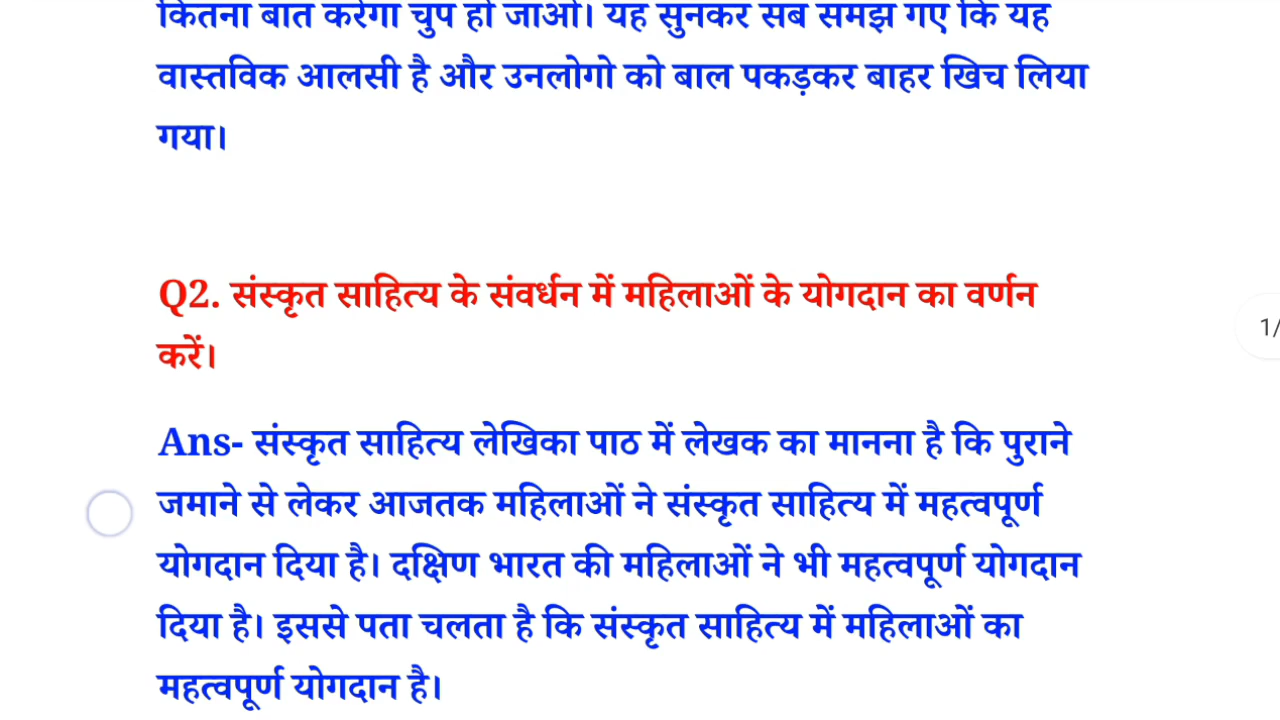 कितना बात करेगा चुप हो जाओ। यह सुनकर सब समझ गए कि यह
वास्तविक आलसी है और उनलोगो को बाल पकड़कर बाहर खिच लिया
गया।
Q2. संस्कृत साहित्य के संवर्धन में महिलाओं के योगदान का वर्णन
करें।
1/
Ans- संस्कृत साहित्य लेखिका पाठ में लेखक का मानना है कि पुराने
जमाने से लेकर आजतक महिलाओं ने संस्कृत साहित्य में महत्वपूर्ण
योगदान दिया है। दक्षिण भारत की महिलाओं ने भी महत्वपूर्ण योगदान
दिया है। इससे पता चलता है कि संस्कृत साहित्य में महिलाओं का
महत्वपूर्ण योगदान है।